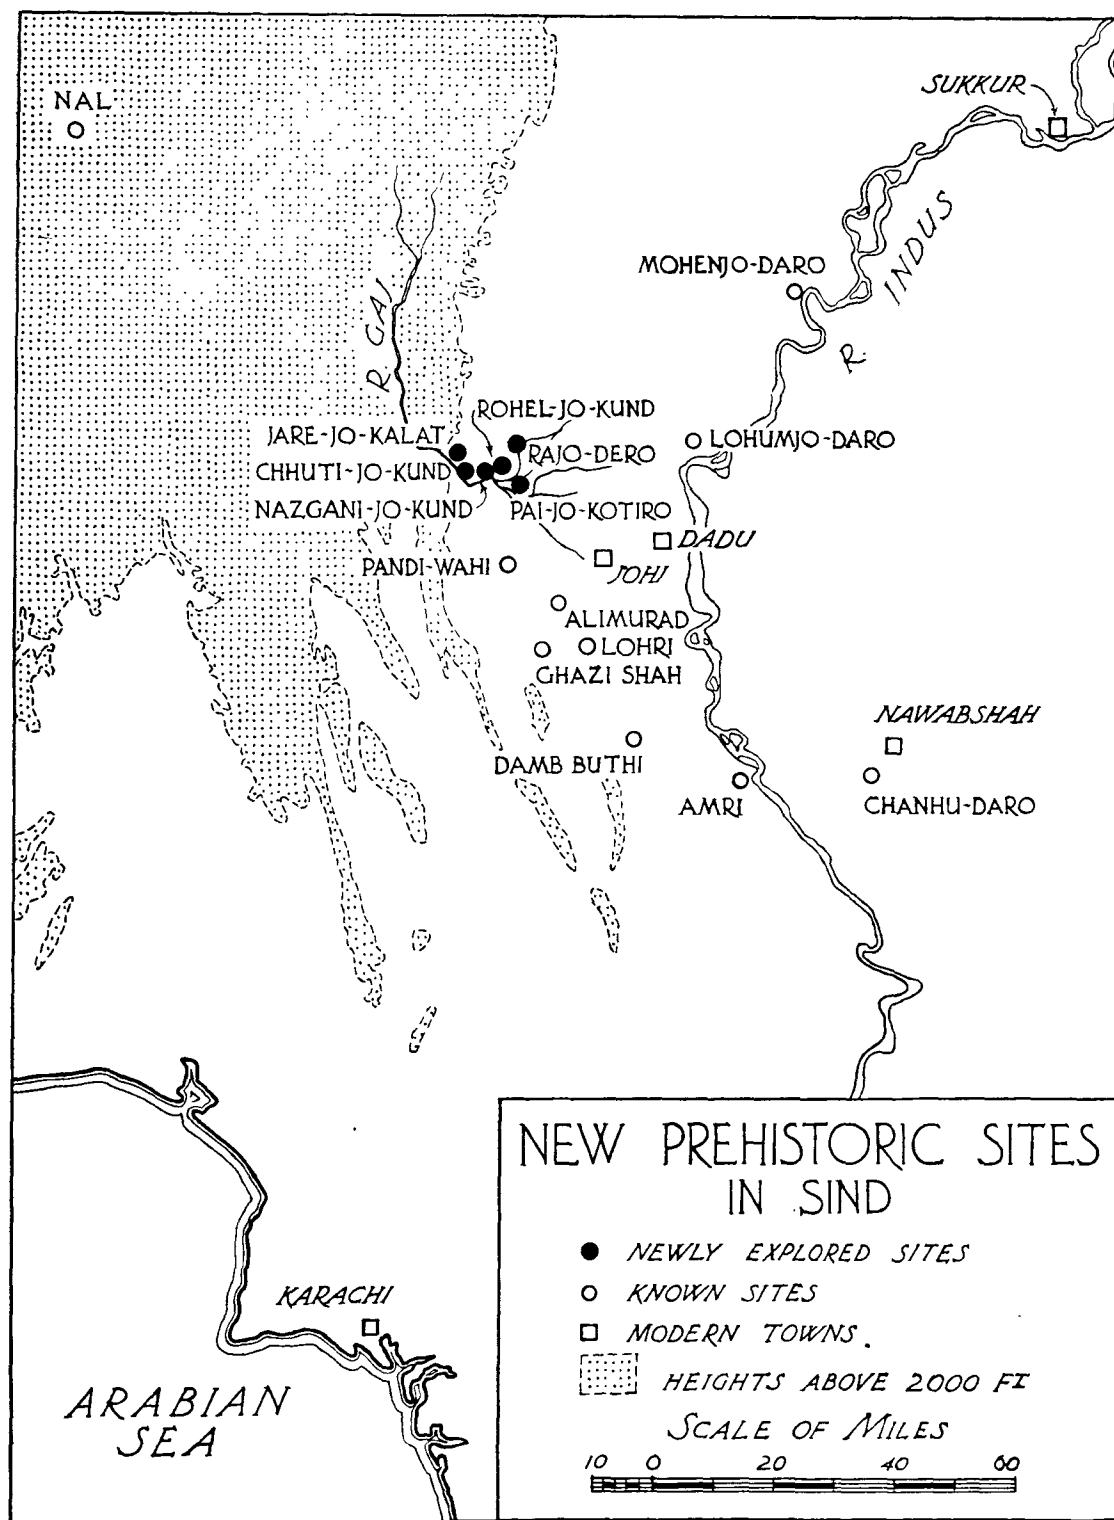 NAL
SUKKUR
R GAJ
INDUS
R.
MOHENJO-DARO
ROHEL-JO-KUND
JARE-JO-KALAT
RAJO-DERO
LOHUMJO-DARO
CHHUTI-JO-KUND
NAZGANI-JO-KUND
PAI-JO-KOTIRO
DADU
PANDI-WAHI
JOHI
ALIMURAD
LOHRI
GHAZI SHAH
NAWABSHAH
DAMB BUTHI
AMRI
CHANHU-DARO
KARACHI
ARABIAN
SEA
NEW PREHISTORIC SITES
IN SIND
NEWLY EXPLORED SITES
KNOWN SITES
MODERN TOWNS.
HEIGHTS ABOVE 2000 FT
SCALE OF MILES
10 0 20 40 60